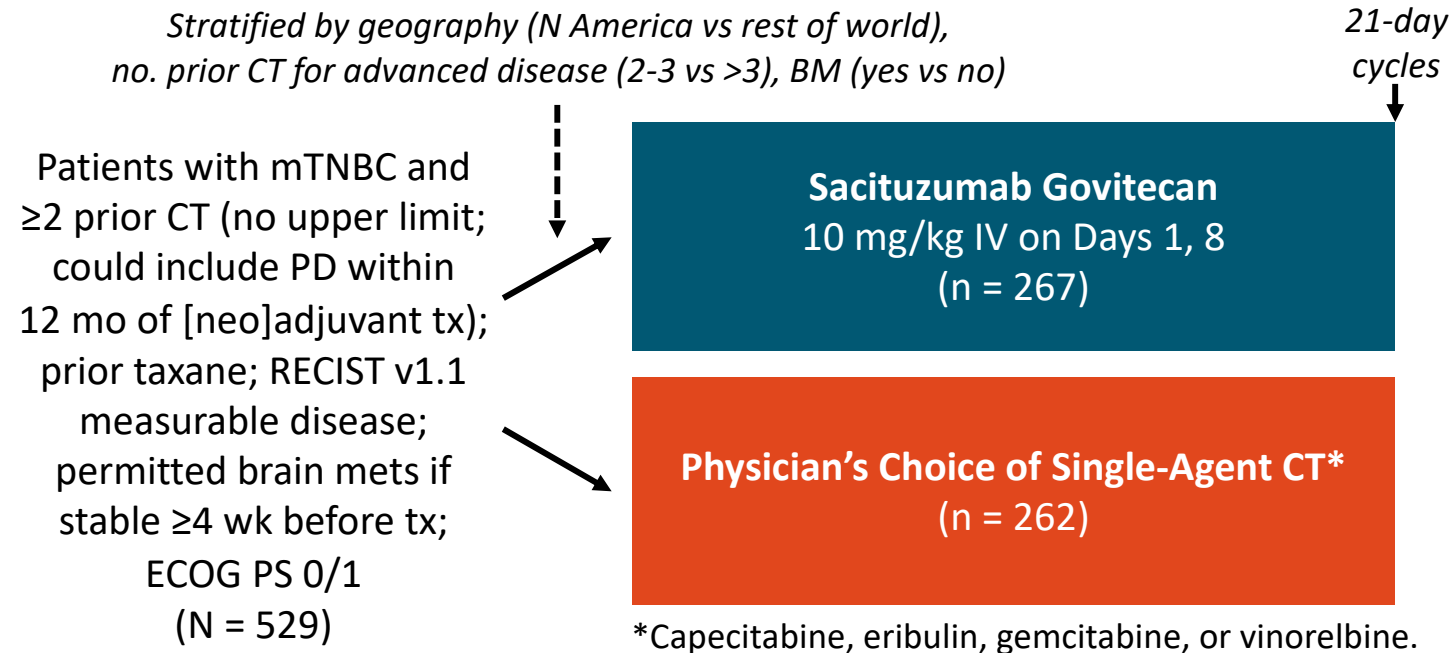 Stratified by geography (N America vs rest of world),
no. prior CT for advanced disease (2-3 vs >3), BM (yes vs no)
21-day
cycles
Patients with mTNBC and
≥2 prior CT (no upper limit;
could include PD within
12 mo of [neo]adjuvant tx);
prior taxane; RECIST v1.1
measurable disease;
permitted brain mets if
stable ≥4 wk before tx;
ECOG PS 0/1
(N = 529)
Sacituzumab Govitecan
10 mg/kg IV on Days 1, 8
(n = 267)
Physician’s Choice of Single-Agent CT*
(n = 262)
*Capecitabine, eribulin, gemcitabine, or vinorelbine.